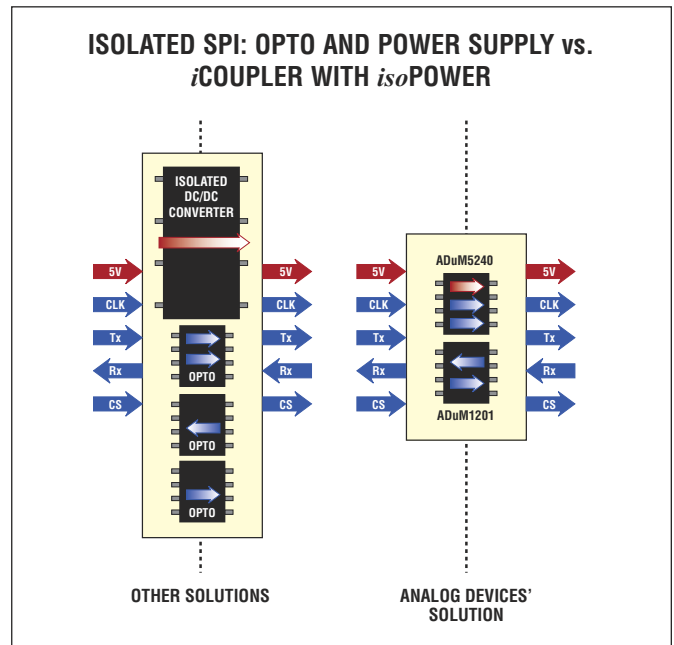 ISOLATED SPI: OPTO AND POWER SUPPLY vs.
iCOUPLER WITH isoPOWER
ISOLATED
DC/DC
CONVERTER
5V
CLK
Tx
Rx
CS
OPTO
OPTO
OPTO
5V
CLK
Tx
Rx
CS
OTHER SOLUTIONS
5V
CLK
Tx
Rx
CS
ADuM5240
ADuM1201
5V
CLK
Tx
Rx
CS
ANALOG DEVICES'
SOLUTION